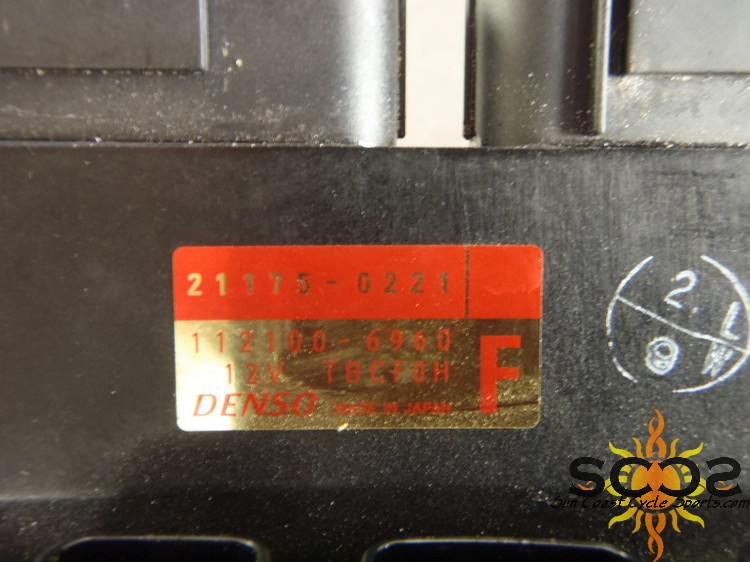 21175-0221
112100-6960
12V TBCF0H
F
DENSO MADE IN JAPAN
2.
SCCS
Sun Coast Cycle Sports.com